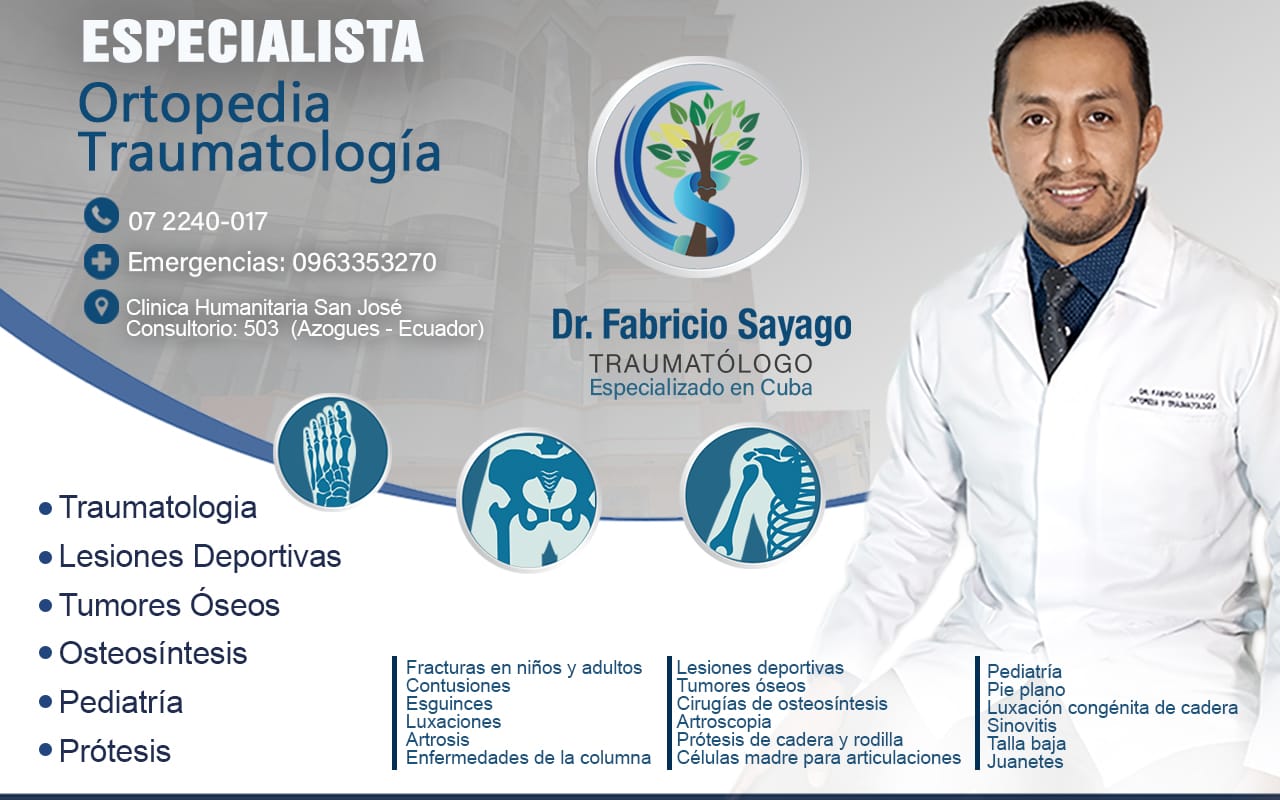 ESPECIALISTA
Ortopedia
Traumatología
07 2240-017
Emergencias: 0963353270
Clinica Humanitaria San José
Consultorio: 503 (Azogues - Ecuador)
Dr. Fabricio Sayago
TRAUMATÓLOGO
Especializado en Cuba
DR. FABRICIO SAYAGO
ORTOPEDIA Y TRAUMATOLOGIA
Traumatologia
Lesiones Deportivas
Tumores Óseos
Osteosíntesis
Pediatría
Prótesis
Fracturas en niños y adultos
Contusiones
Esguinces
Luxaciones
Artrosis
Enfermedades de la columna
Lesiones deportivas
Tumores óseos
Cirugías de osteosíntesis
Artroscopia
Prótesis de cadera y rodilla
Células madre para articulaciones
Pediatría
Pie plano
Luxación congénita de cadera
Sinovitis
Talla baja
Juanetes